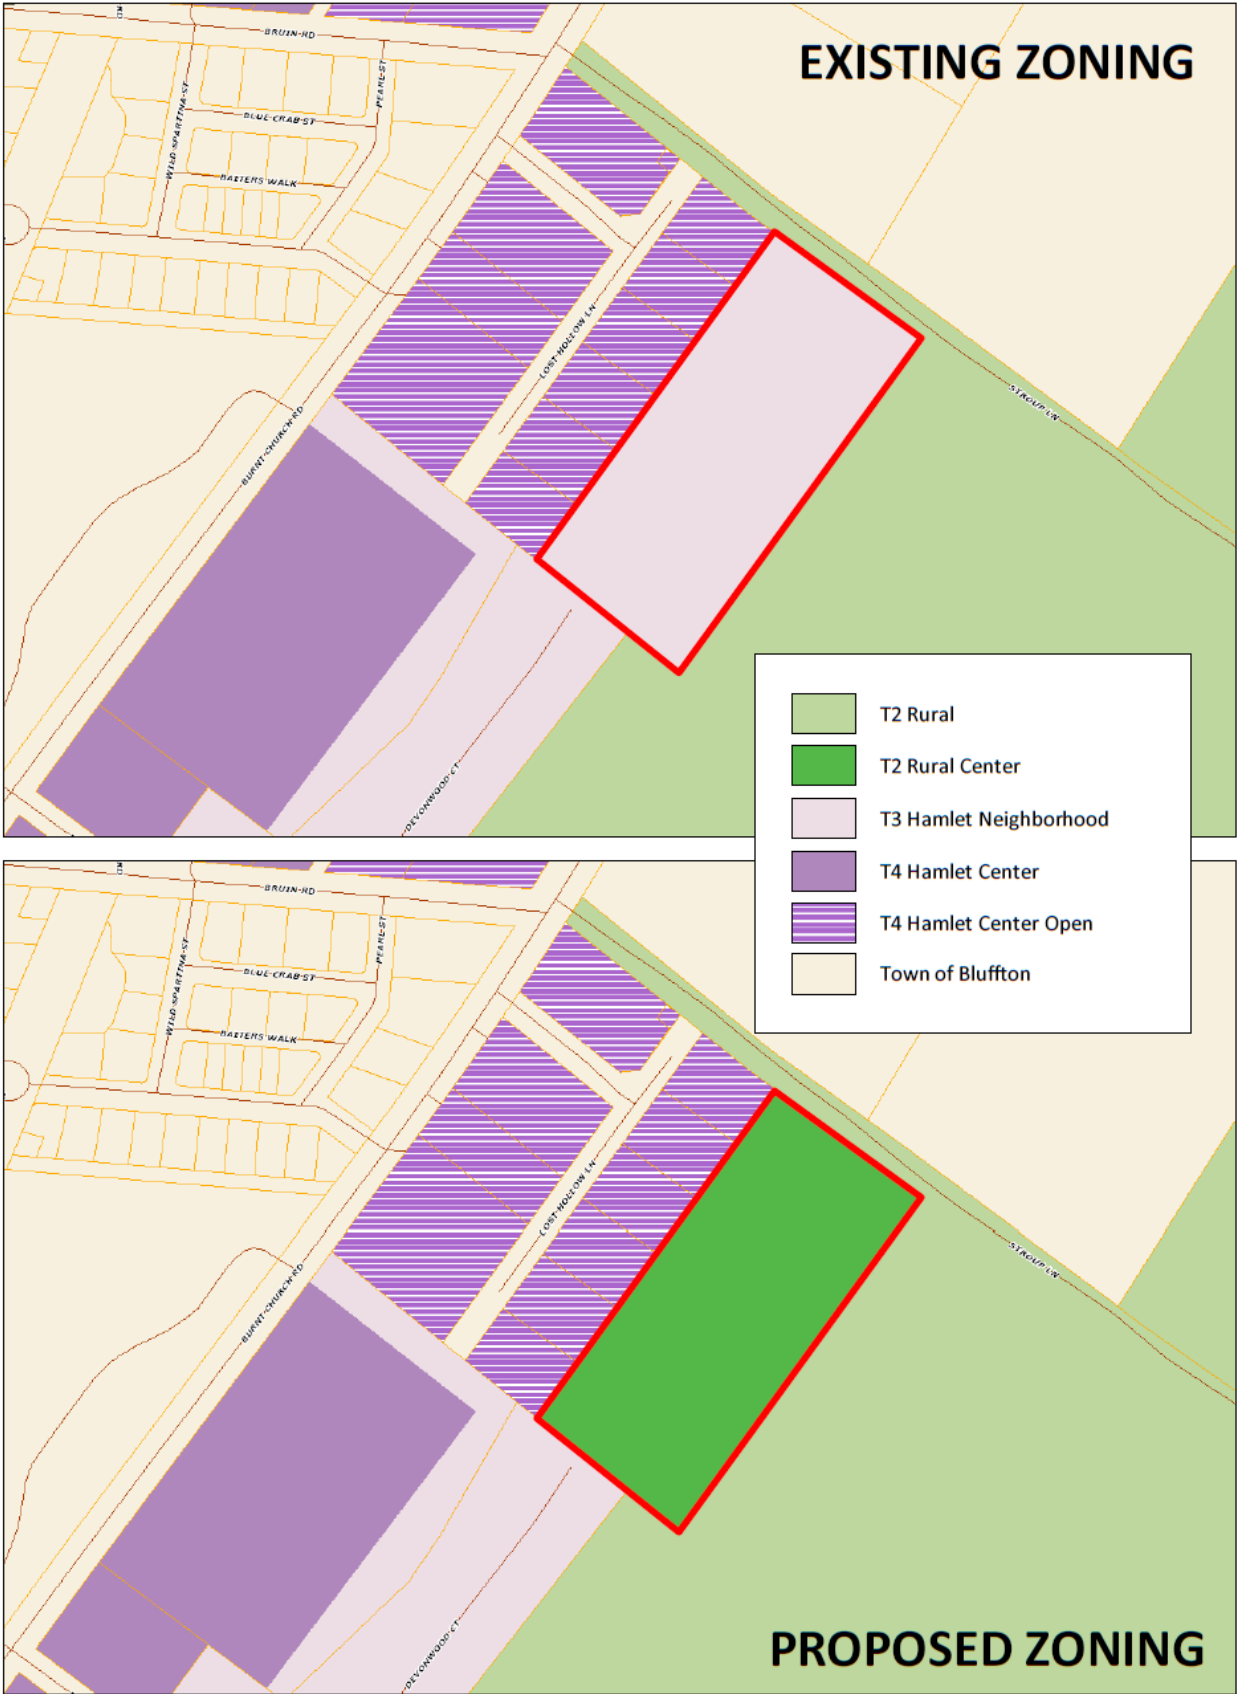 EXISTING ZONING
RD
BRUIN-RD
PEARL-ST
WILD-SPARTINA-ST
BLUE-CRAB-ST
BAITERS WALK
LOST-HOLLOW-LN
STROUP-LN
BURNT-CHURCH-RD
DEVONWOOD-CT
T2 Rural
T2 Rural Center
T3 Hamlet Neighborhood
T4 Hamlet Center
T4 Hamlet Center Open
Town of Bluffton
RD
BRUIN-RD
PEARL-ST
WILD-SPARTINA-ST
BLUE-CRAB-ST
BAITERS WALK
LOST-HOLLOW-LN
STROUP-LN
BURNT-CHURCH-RD
DEVONWOOD-CT
PROPOSED ZONING